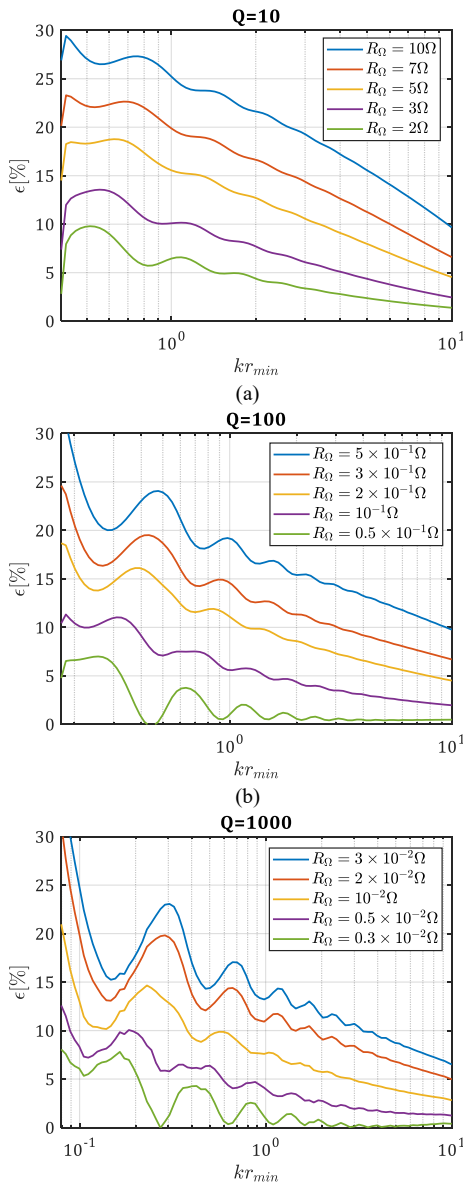 Q=10
30
25
20
15
10
5
0
ϵ[%]
R_Ω = 10Ω
R_Ω = 7Ω
R_Ω = 5Ω
R_Ω = 3Ω
R_Ω = 2Ω
10^0
10^1
kr_min
(a)
Q=100
30
25
20
15
10
5
0
ϵ[%]
R_Ω = 5 × 10^-1Ω
R_Ω = 3 × 10^-1Ω
R_Ω = 2 × 10^-1Ω
R_Ω = 10^-1Ω
R_Ω = 0.5 × 10^-1Ω
10^0
10^1
kr_min
(b)
Q=1000
30
25
20
15
10
5
0
ϵ[%]
R_Ω = 3 × 10^-2Ω
R_Ω = 2 × 10^-2Ω
R_Ω = 10^-2Ω
R_Ω = 0.5 × 10^-2Ω
R_Ω = 0.3 × 10^-2Ω
10^-1
10^0
10^1
kr_min